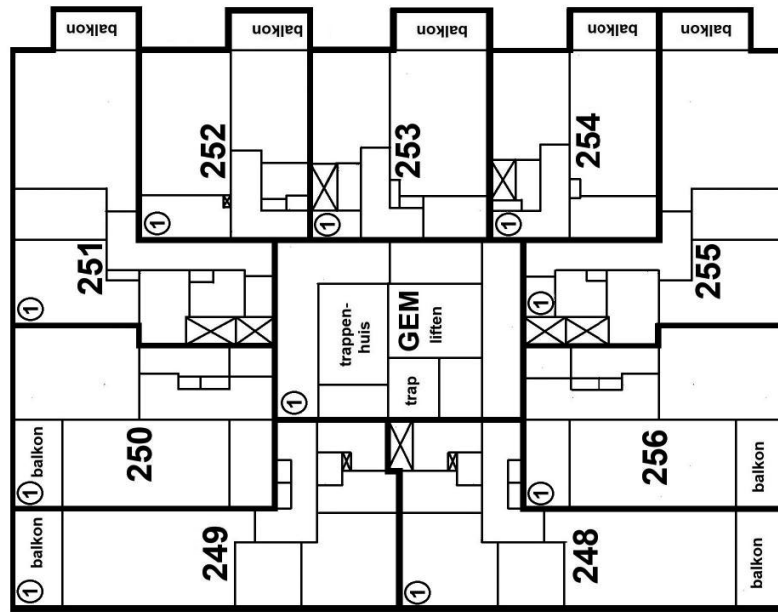 balkon
balkon
balkon
balkon
balkon
252
253
254
1
1
1
251
255
1
1
trappen-
huis
GEM
liften
trap
1
250
256
1 balkon
1
balkon
249
248
1 balkon
1
balkon